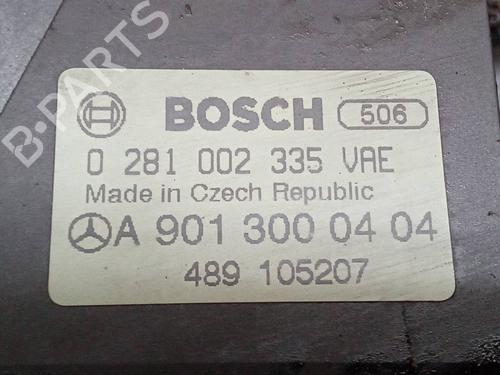 BOSCH 506
0 281 002 335 VAE
Made in Czech Republic
A 901 300 04 04
489 105207
B-PARTS